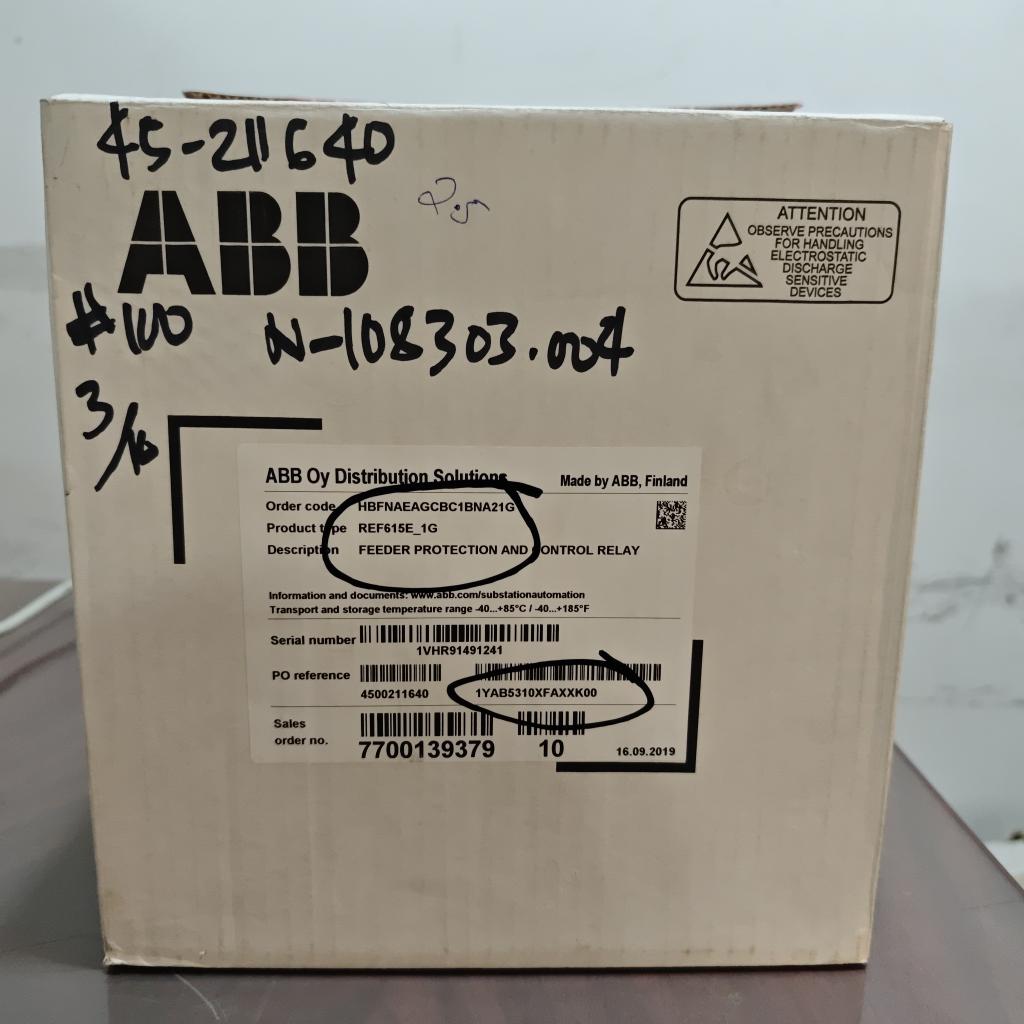 45-211640
ABB
ATTENTION
OBSERVE PRECAUTIONS
FOR HANDLING
ELECTROSTATIC
DISCHARGE
SENSITIVE
DEVICES
#100 N-108303.004
3/10
ABB Oy Distribution Solutions Made by ABB, Finland
Order code HBFNAEAGCBC1BNA21G
Product type REF615E_1G
Description FEEDER PROTECTION AND CONTROL RELAY
Information and documents: www.abb.com/substationautomation
Transport and storage temperature range -40...+85°C / -40...+185°F
Serial number
1VHR91491241
PO reference
4500211640 1YAB5310XFAXXK00
Sales
order no. 7700139379 10 16.09.2019